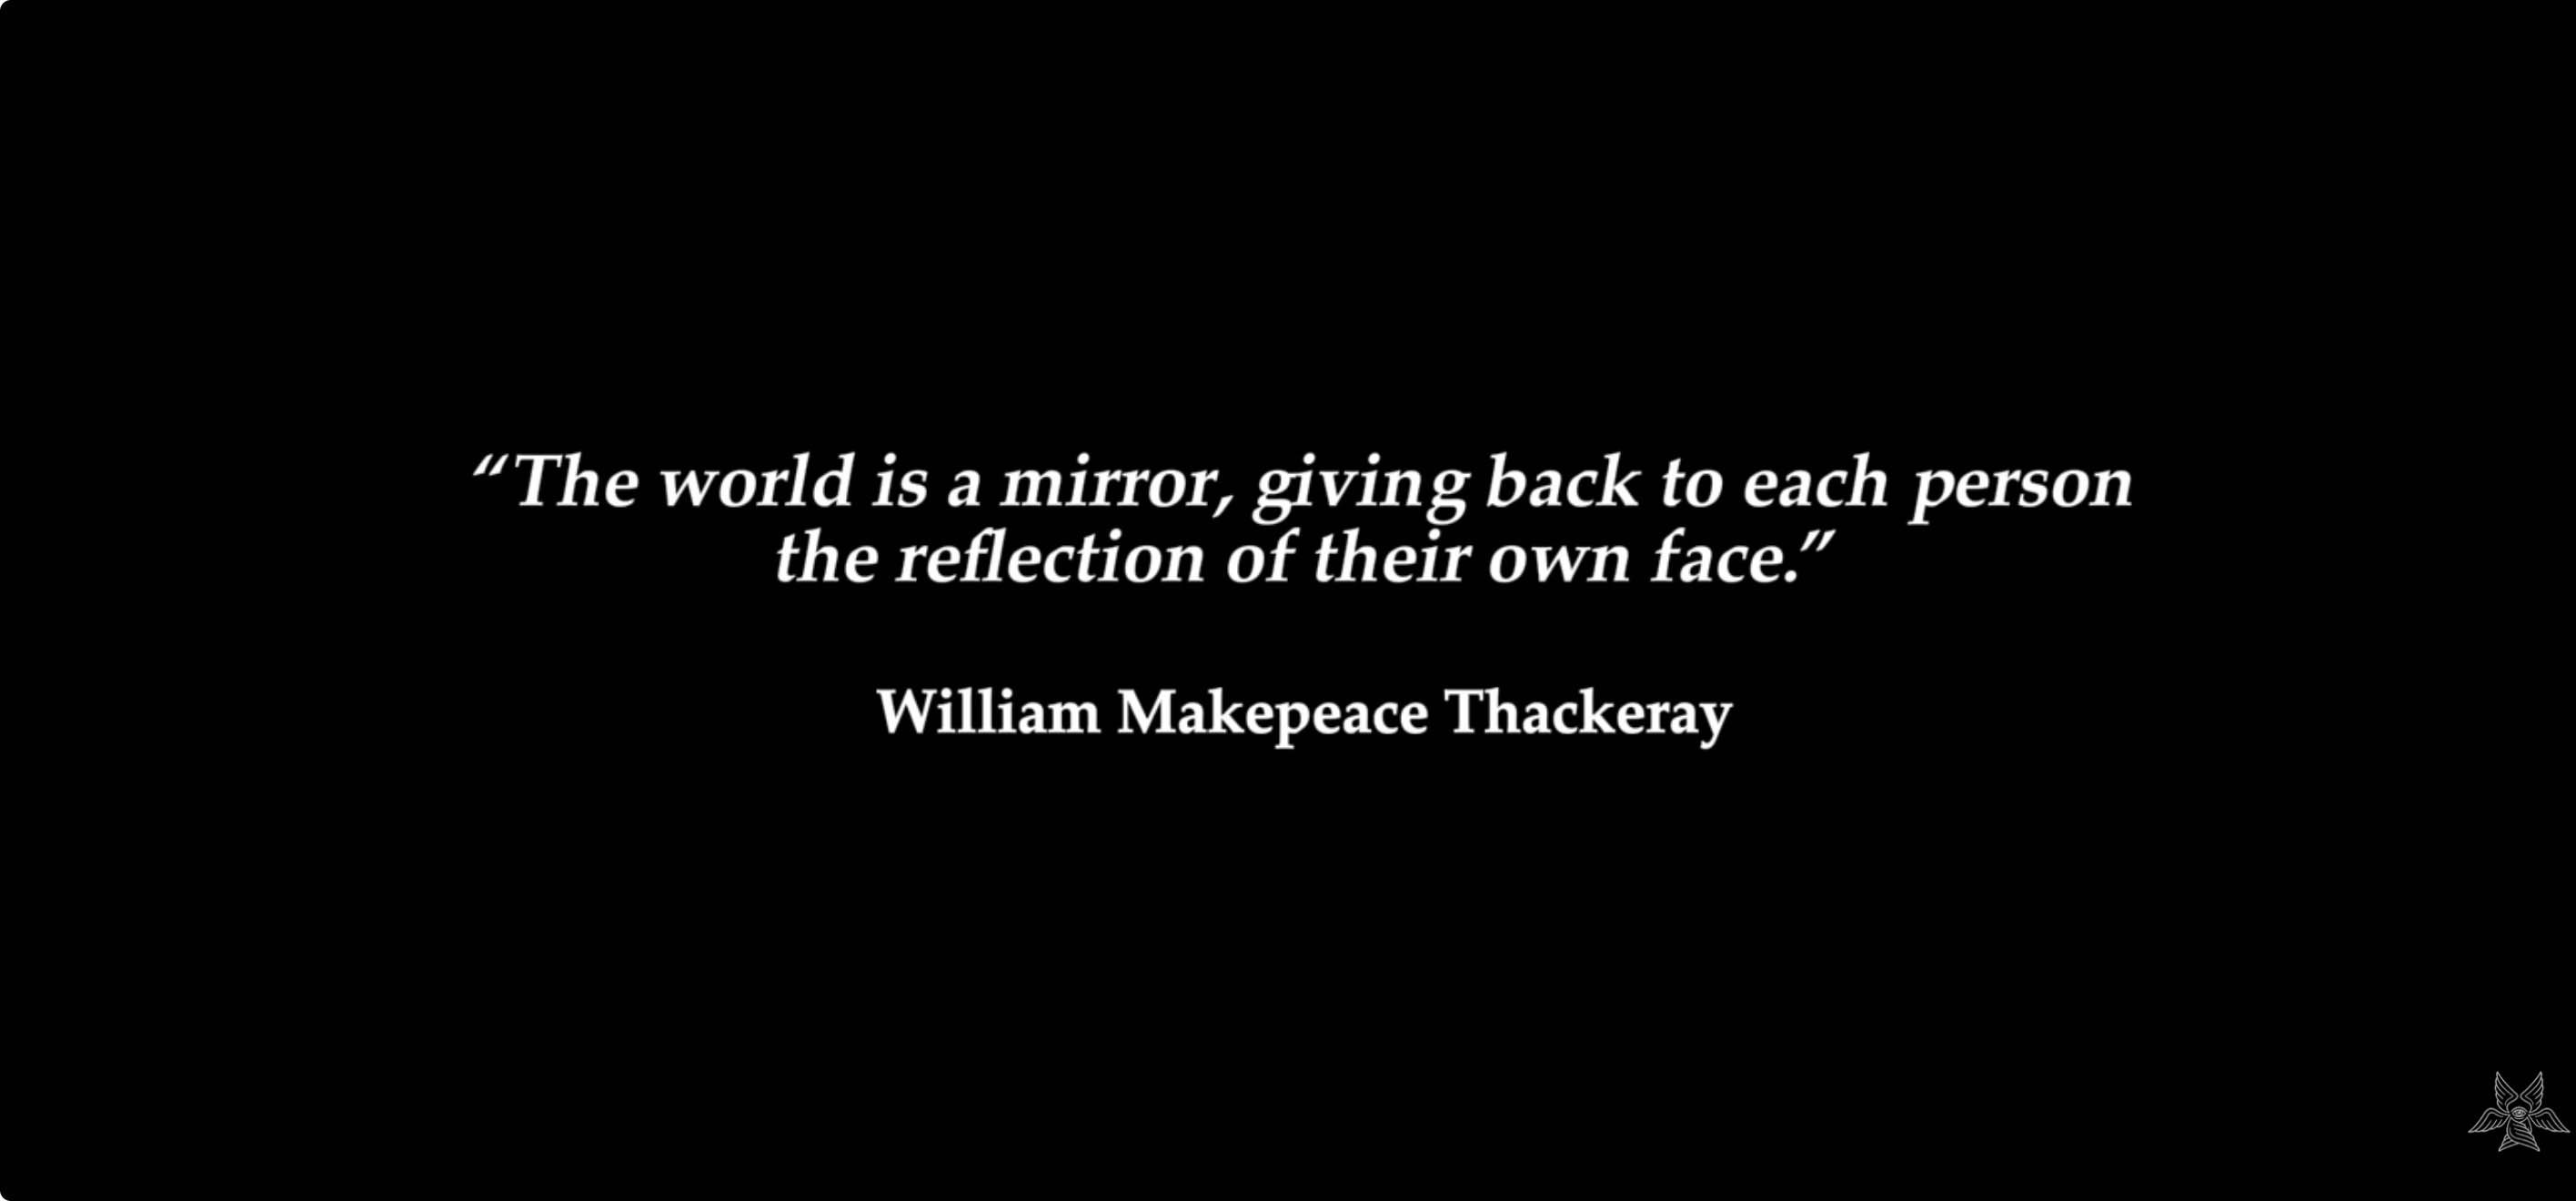 “The world is a mirror, giving back to each person
the reflection of their own face.”
William Makepeace Thackeray